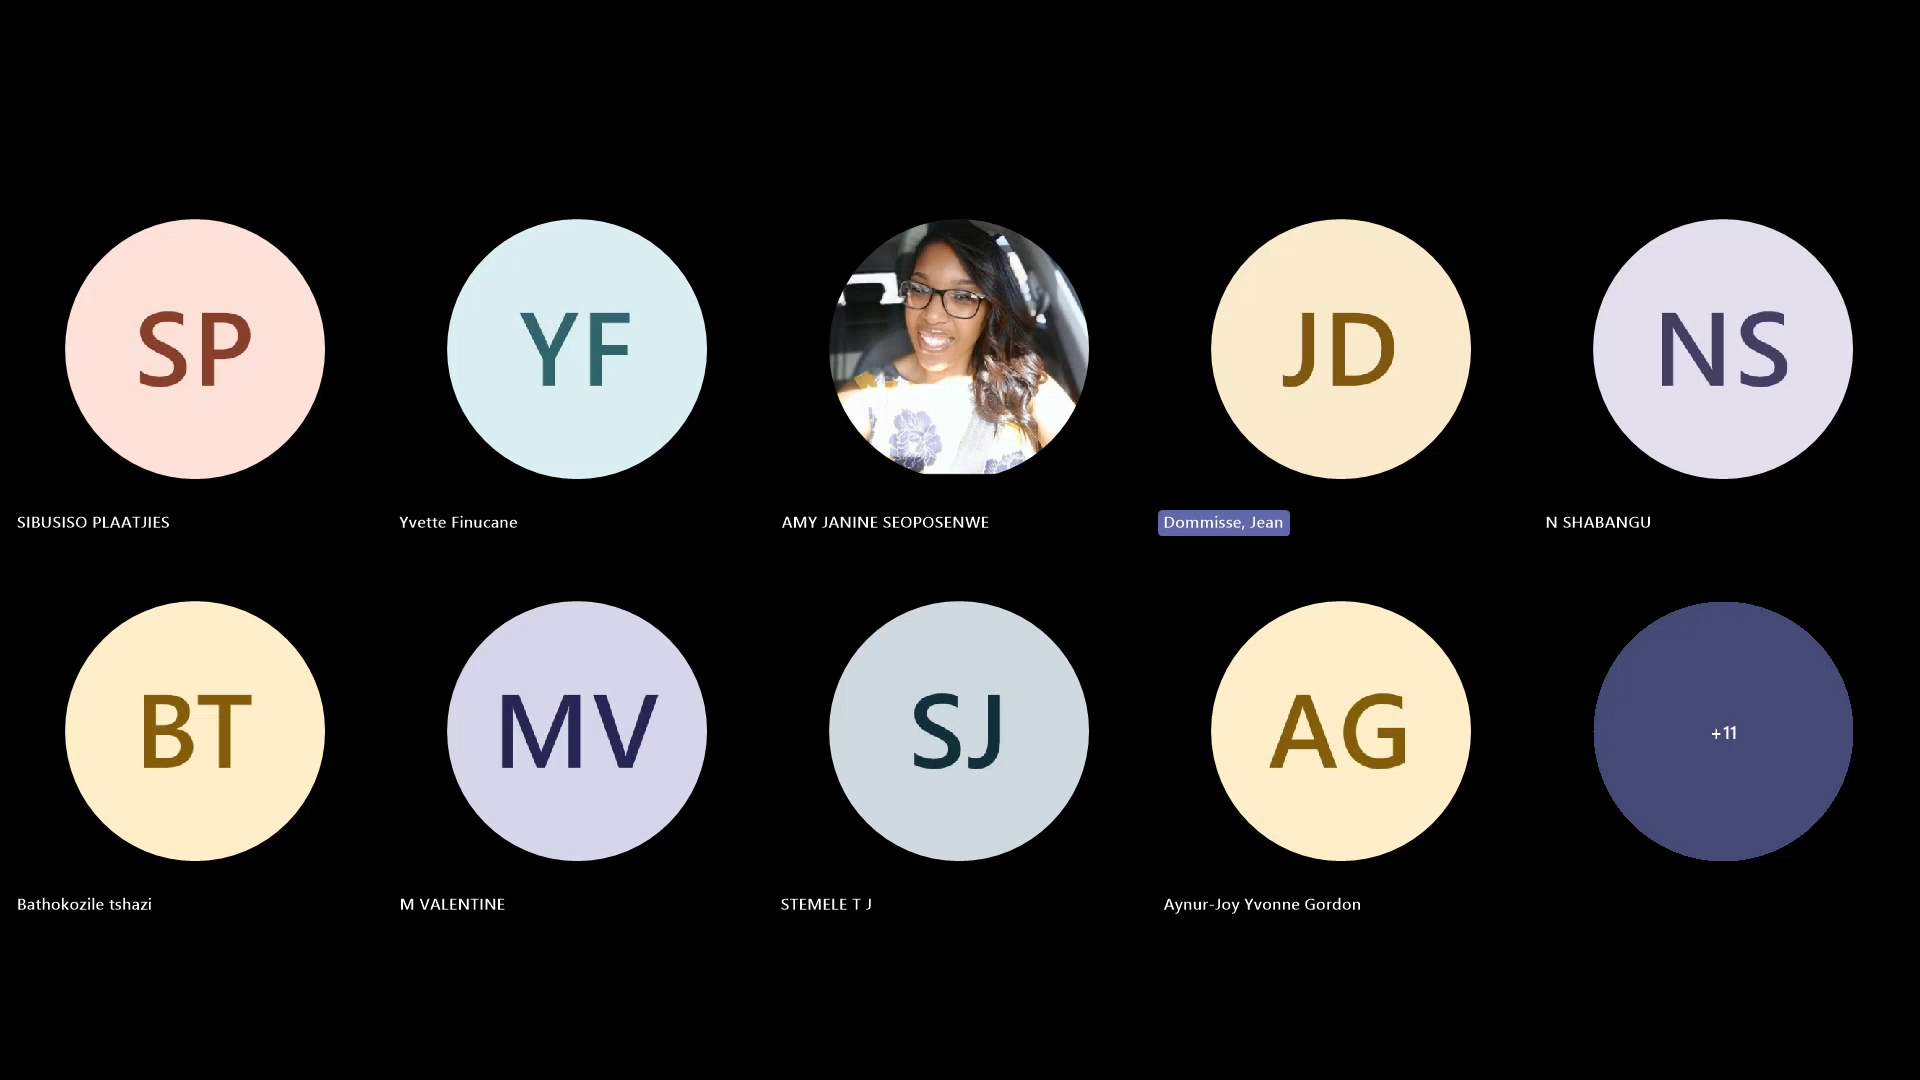 SP
YF
JD
NS
SIBUSISO PLAATJIES
Yvette Finucane
AMY JANINE SEOPOSENWE
Dommisse, Jean
N SHABANGU
BT
MV
SJ
AG
+11
Bathokozile tshazi
M VALENTINE
STEMELE T J
Aynur-Joy Yvonne Gordon